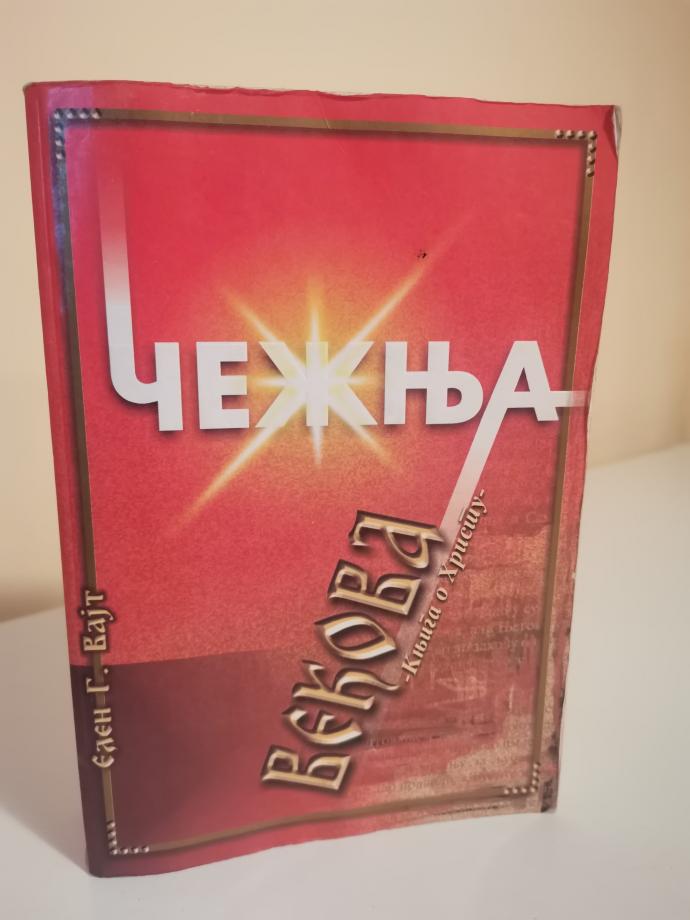 ЧЕЖЊА
ВЕКОВА
-Књига о Христу-
Елен Г. Вајт